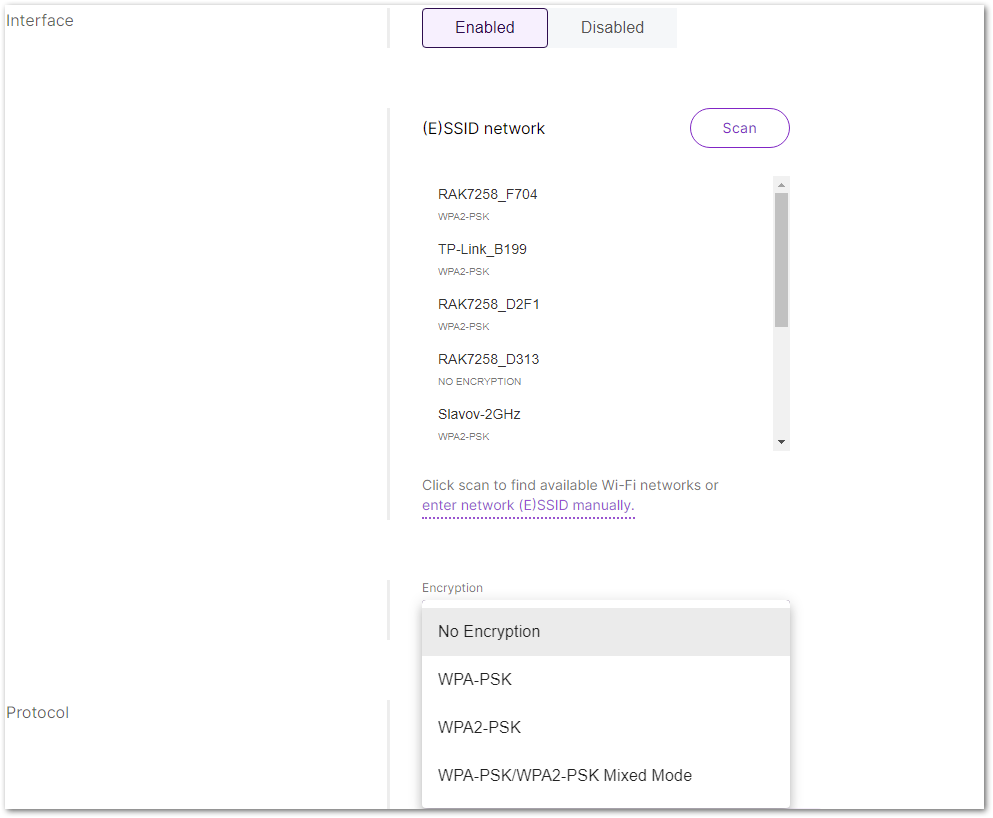 Interface
Enabled
Disabled
(E)SSID network
Scan
RAK7258_F704
WPA2-PSK
TP-Link_B199
WPA2-PSK
RAK7258_D2F1
WPA2-PSK
RAK7258_D313
NO ENCRYPTION
Slavov-2GHz
WPA2-PSK
Click scan to find available Wi-Fi networks or
enter network (E)SSID manually.
Encryption
No Encryption
WPA-PSK
Protocol
WPA2-PSK
WPA-PSK/WPA2-PSK Mixed Mode